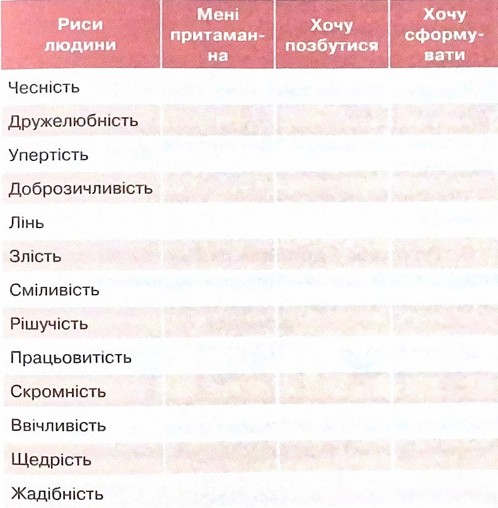 Риси
людини
Мені
притаман-
на
Хочу
позбутися
Хочу
сформу-
вати
Чесність
Дружелюбність
Упертість
Доброзичливість
Лінь
Злість
Сміливість
Рішучість
Працьовитість
Скромність
Ввічливість
Щедрість
Жадібність